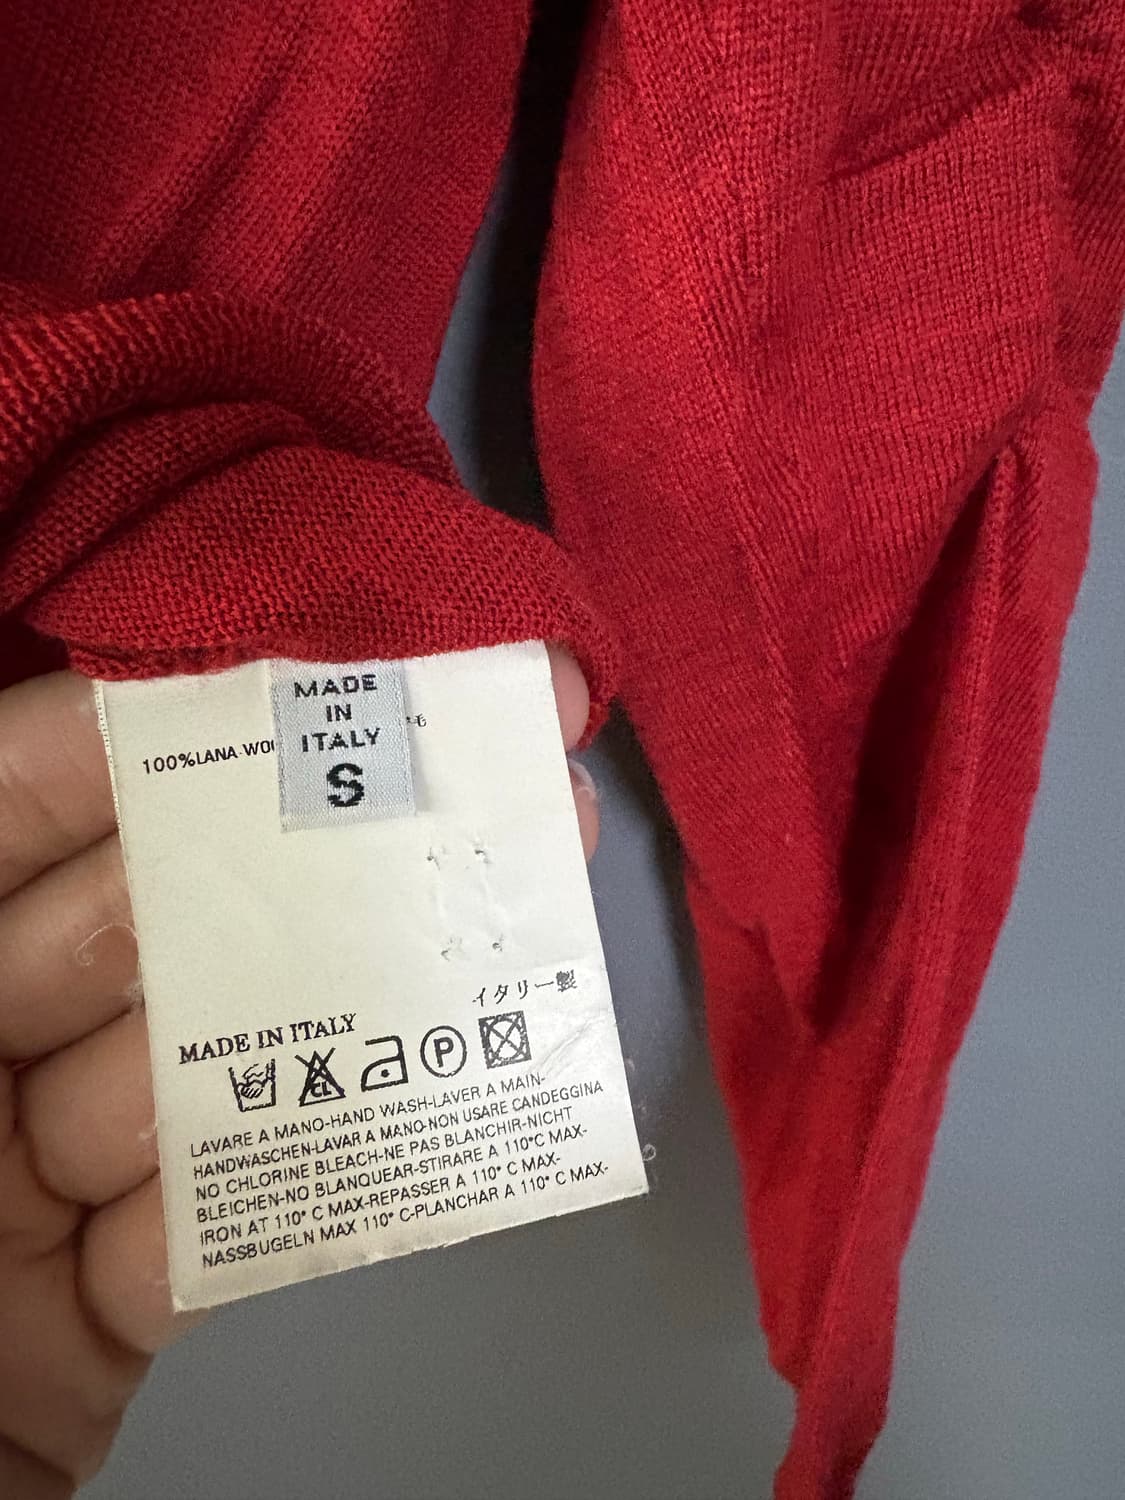 MADE
IN
ITALY
S
100%LANA-WO
毛
イタリー製
MADE IN ITALY
CL
P
LAVARE A MANO-HAND WASH-LAVER A MAIN-
HANDWASCHEN-LAVAR A MANO-NON USARE CANDEGGINA
NO CHLORINE BLEACH-NE PAS BLANCHIR-NICHT
BLEICHEN-NO BLANQUEAR-STIRARE A 110°C MAX-
IRON AT 110° C MAX-REPASSER A 110° C MAX-
NASSBUGELN MAX 110° C-PLANCHAR A 110° C MAX-